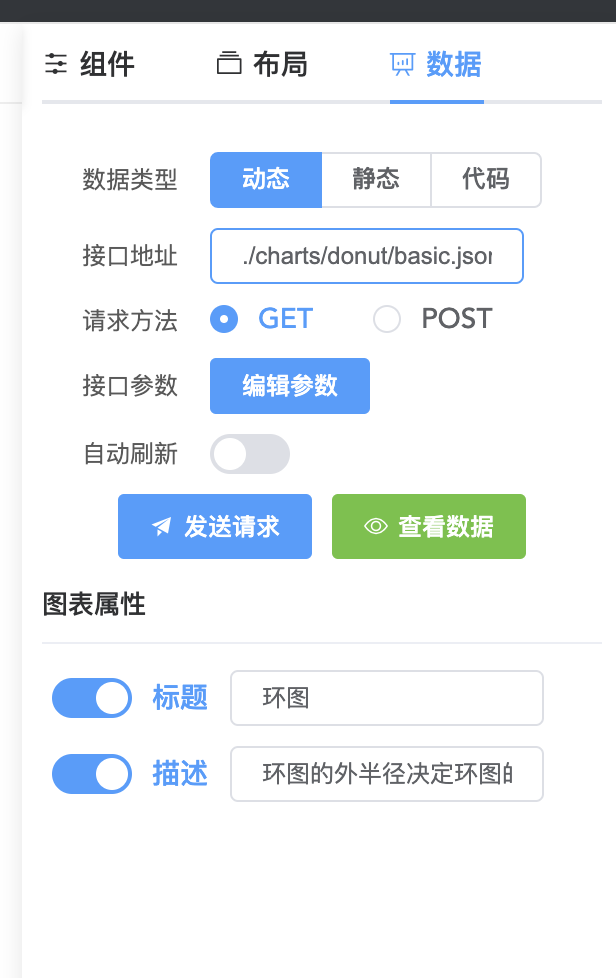 组件 布局 数据
数据类型 动态 静态 代码
接口地址 ./charts/donut/basic.json
请求方法 GET POST
接口参数 编辑参数
自动刷新
发送请求 查看数据
图表属性
标题 环图
描述 环图的外半径决定环图的